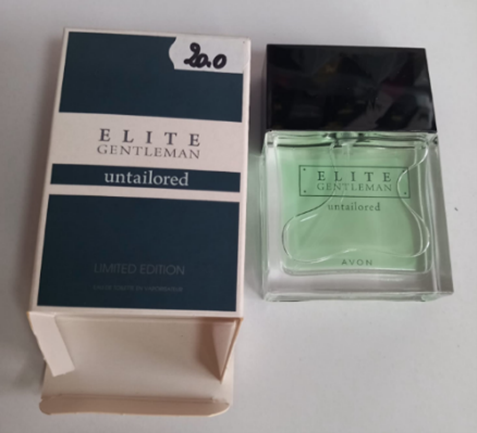 20.0
ELITE
GENTLEMAN
untailored
LIMITED EDITION
ELITE
GENTLEMAN
untailored
AVON